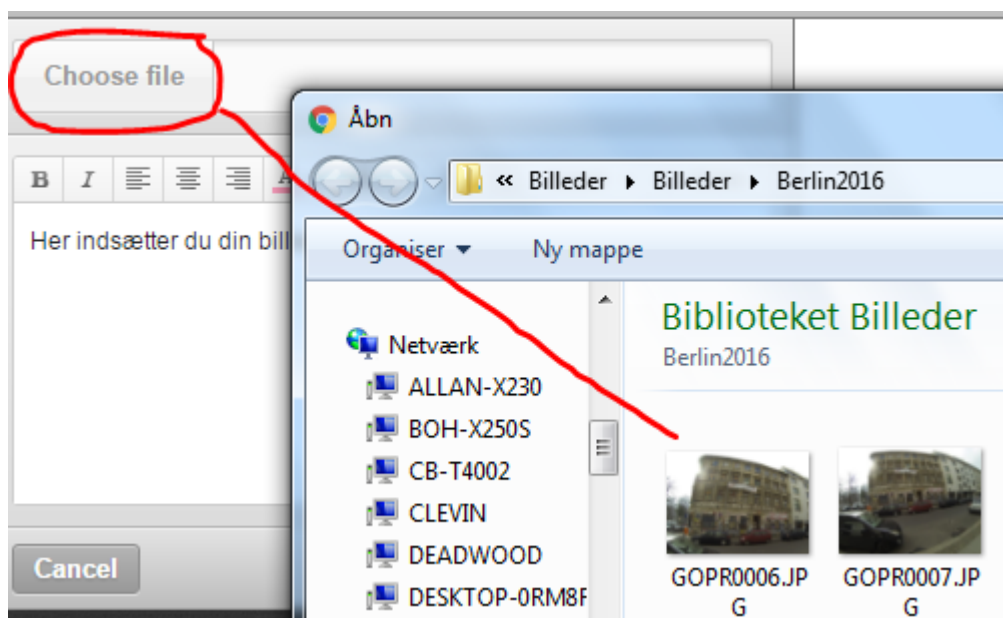 Choose file
Åbn
« Billeder Billeder Berlin2016
B I A
Organiser Ny mappe
Her indsætter du din bill
Biblioteket Billeder
Berlin2016
Netværk
ALLAN-X230
BOH-X250S
CB-T4002
CLEVIN
DEADWOOD
DESKTOP-0RM8F
GOPR0006.JP
G
GOPR0007.JP
G
Cancel